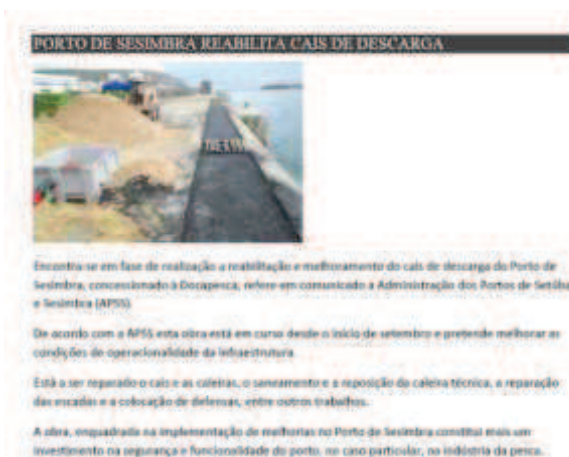 PORTO DE SESIMBRA REABILITA CAIS DE DESCARGA
Encontra-se em fase de realização a reabilitação e melhoramento do cais de descarga do Porto de
Sesimbra, concessionado à Docapesca, refere em comunicado a Administração dos Portos de Setúba
e Sesimbra (APSS).
De acordo com a APSS esta obra está em curso desde o início de setembro e pretende melhorar as
condições de operacionalidade da infraestrutura.
Está a ser reparado o cais e as caleiras, o saneamento e a reposição da caleira técnica, a reparação
das escadas e a colocação de defensas, entre outros trabalhos.
A obra, enquadrada na implementação de melhorias no Porto de Sesimbra constitui mais um
investimento na segurança e funcionalidade do porto, no caso particular, na indústria da pesca.